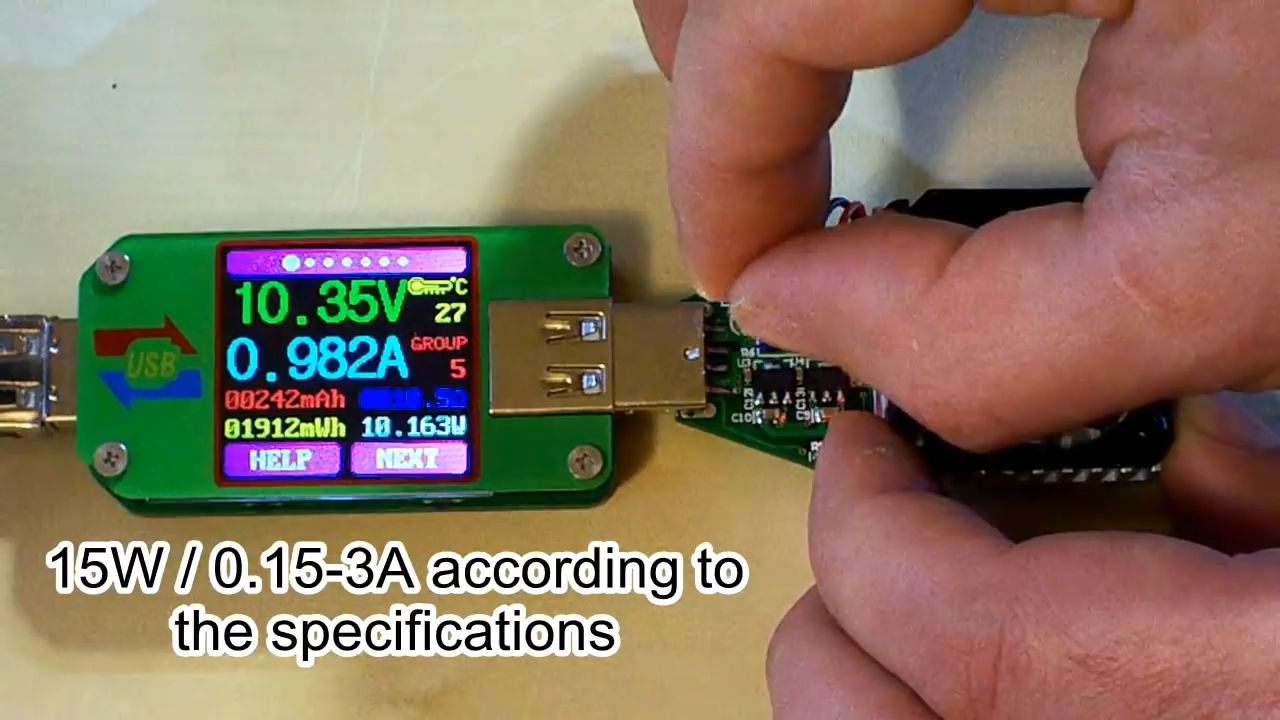 10.35V
°C
27
0.982A
GROUP
5
00242mAh
01912mWh
10.163W
HELP
NEXT
USB
C10
15W / 0.15-3A according to
the specifications